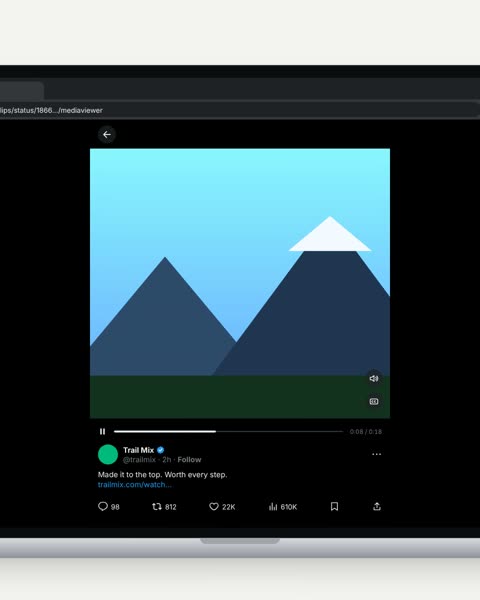 lips/status/1866.../mediaviewer
0:08 / 0:18
Trail Mix
@trailmix · 2h · Follow
Made it to the top. Worth every step.
trailmix.com/watch...
98 812 22K 610K